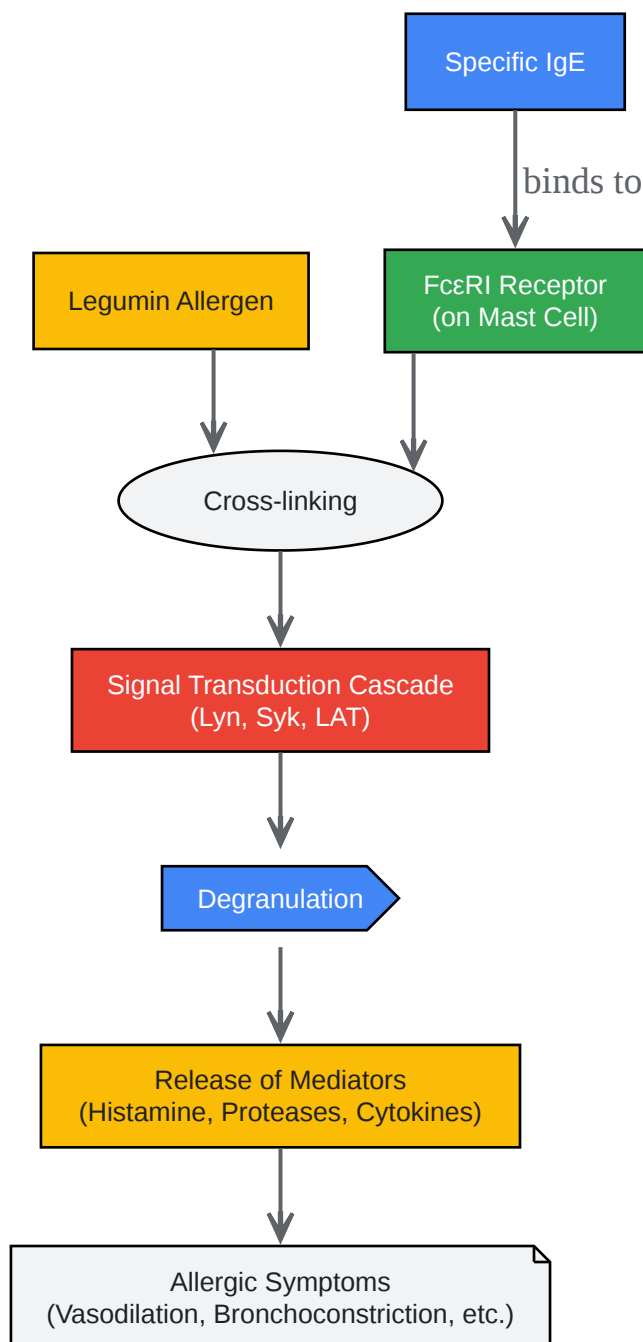 Specific IgE
binds to
Legumin Allergen
FcεRI Receptor
(on Mast Cell)
Cross-linking
Signal Transduction Cascade
(Lyn, Syk, LAT)
Degranulation
Release of Mediators
(Histamine, Proteases, Cytokines)
Allergic Symptoms
(Vasodilation, Bronchoconstriction, etc.)